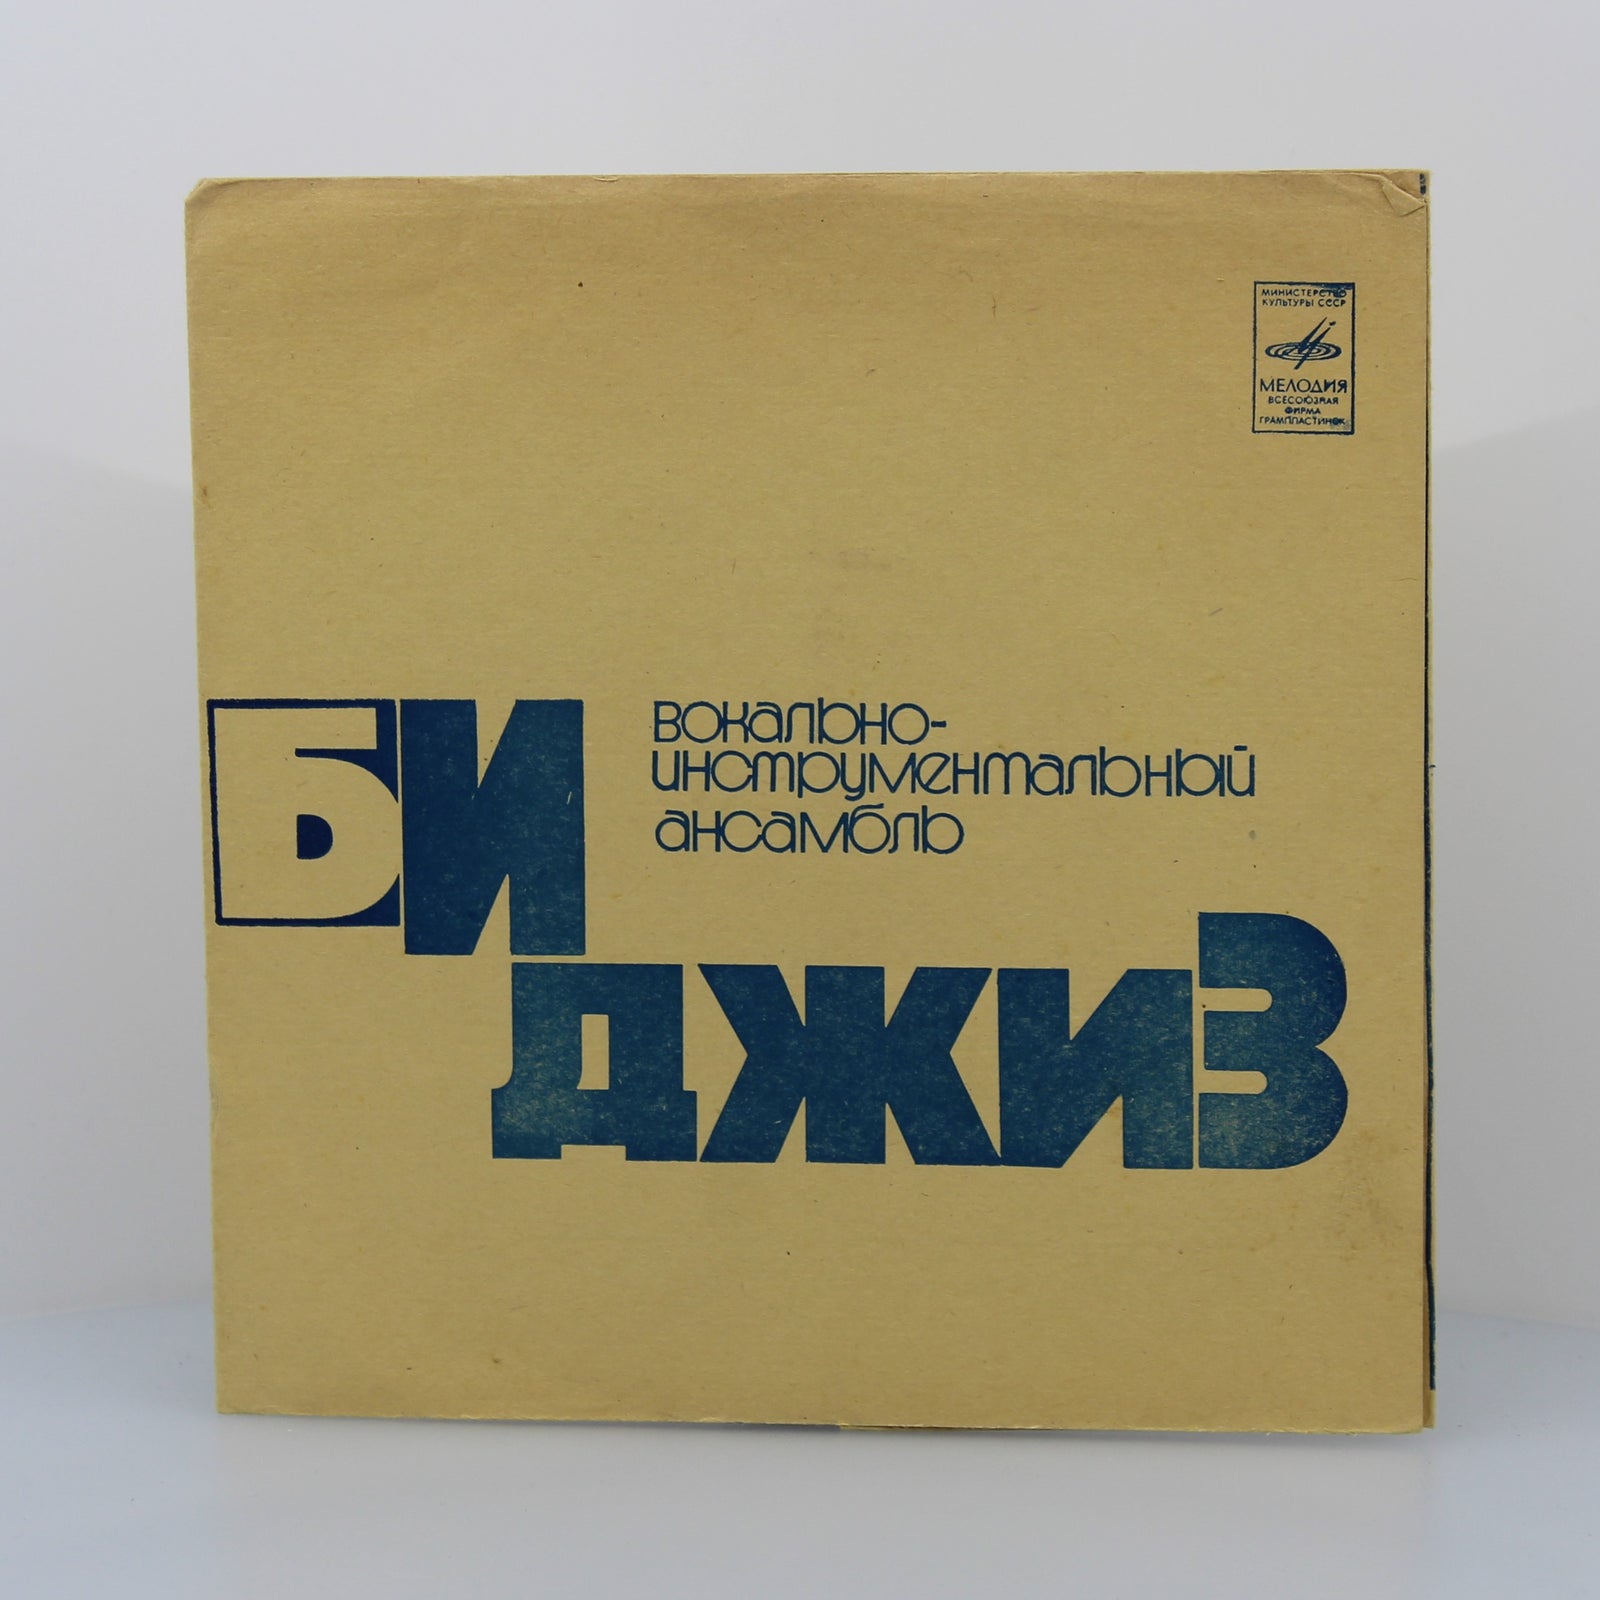 МИНИСТЕРСТВО
КУЛЬТУРЫ СССР
МЕЛОДИЯ
ВСЕСОЮЗНАЯ
ФИРМА
ГРАМПЛАСТИНОК
БИ
вокально-
инструментальный
ансамбль
ДЖИЗ